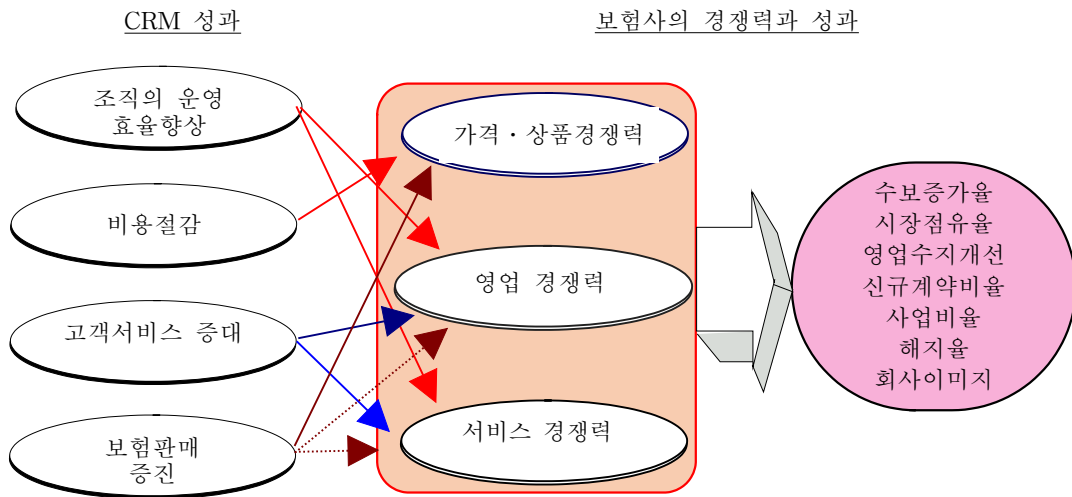 CRM 성과
보험사의 경쟁력과 성과
조직의 운영
효율향상
비용절감
고객서비스 증대
보험판매
증진
가격·상품경쟁력
영업 경쟁력
서비스 경쟁력
수보증가율
시장점유율
영업수지개선
신규계약비율
사업비율
해지율
회사이미지